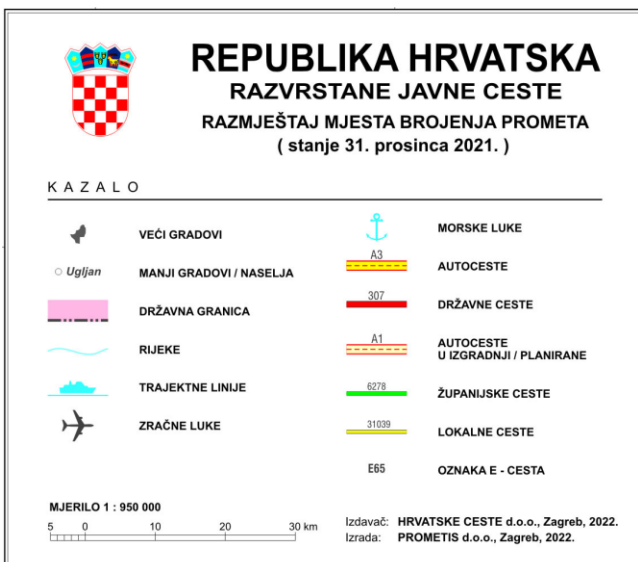 REPUBLIKA HRVATSKA
RAZVRSTANE JAVNE CESTE
RAZMJEŠTAJ MJESTA BROJENJA PROMETA
( stanje 31. prosinca 2021. )
KAZALO
VEĆI GRADOVI
Ugljan
MANJI GRADOVI / NASELJA
DRŽAVNA GRANICA
RIJEKE
TRAJEKTNE LINIJE
ZRAČNE LUKE
MORSKE LUKE
A3
AUTOCESTE
307
DRŽAVNE CESTE
A1
AUTOCESTE
U IZGRADNJI / PLANIRANE
6278
ŽUPANIJSKE CESTE
31039
LOKALNE CESTE
E65
OZNAKA E - CESTA
MJERILO 1 : 950 000
5 0 10 20 30 km
Izdavač: HRVATSKE CESTE d.o.o., Zagreb, 2022.
Izrada: PROMETIS d.o.o., Zagreb, 2022.